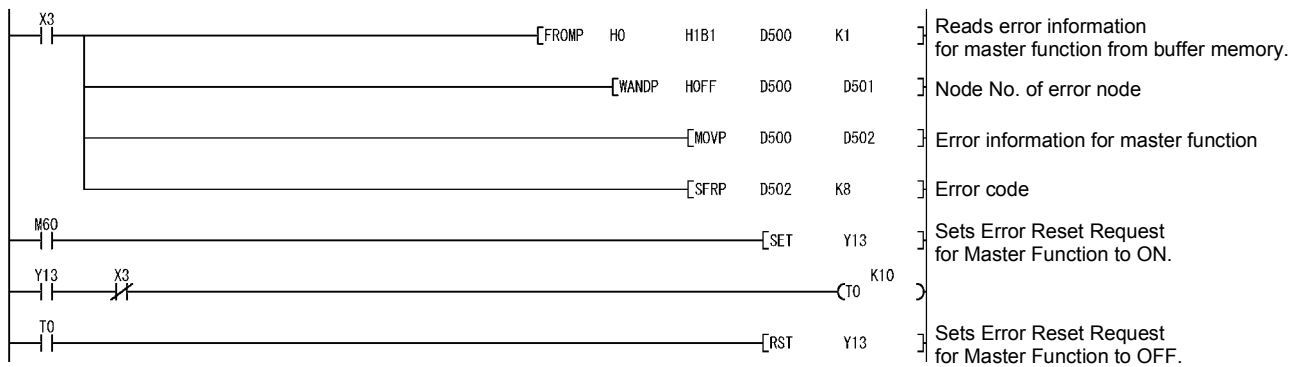 X3
FROMP H0 H1B1 D500 K1
Reads error information
for master function from buffer memory.
WANDP H0FF D500 D501
Node No. of error node
MOVP D500 D502
Error information for master function
SFRP D502 K8
Error code
M60
SET Y13
Sets Error Reset Request
for Master Function to ON.
Y13 X3
K10
T0
T0
RST Y13
Sets Error Reset Request
for Master Function to OFF.